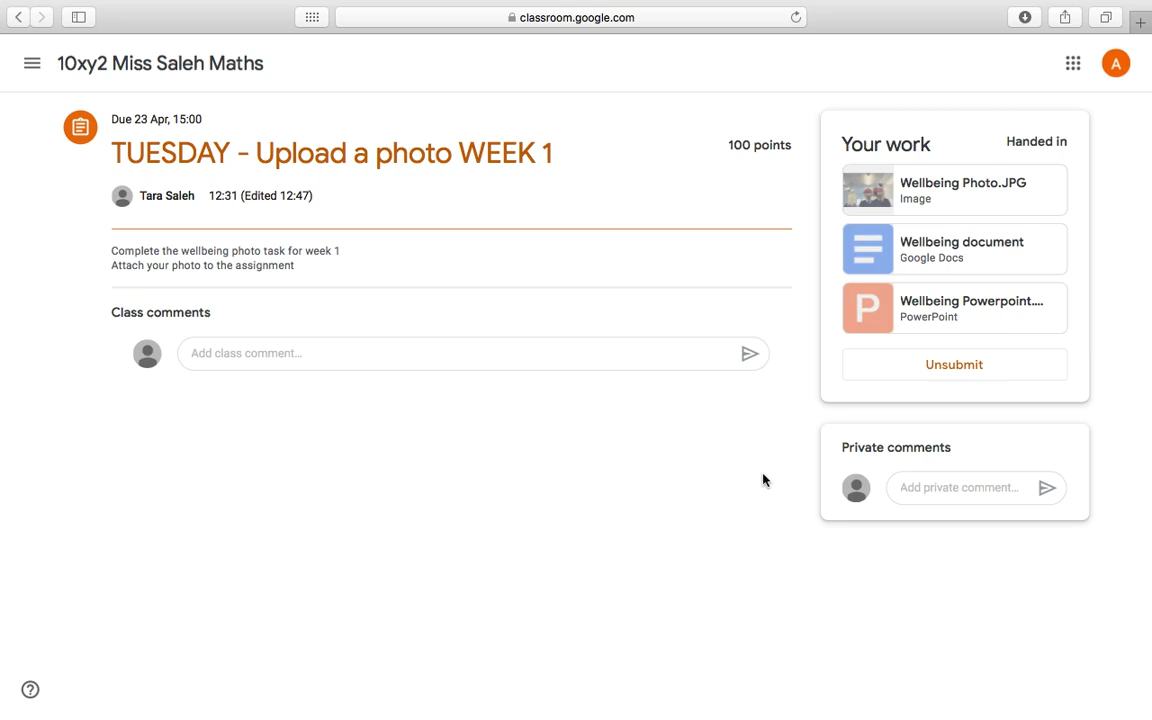 classroom.google.com
10xy2 Miss Saleh Maths
A
Due 23 Apr, 15:00
TUESDAY - Upload a photo WEEK 1
100 points
Tara Saleh 12:31 (Edited 12:47)
Complete the wellbeing photo task for week 1
Attach your photo to the assignment
Class comments
Add class comment...
Your work
Handed in
Wellbeing Photo.JPG
Image
Wellbeing document
Google Docs
P
Wellbeing Powerpoint....
PowerPoint
Unsubmit
Private comments
Add private comment...